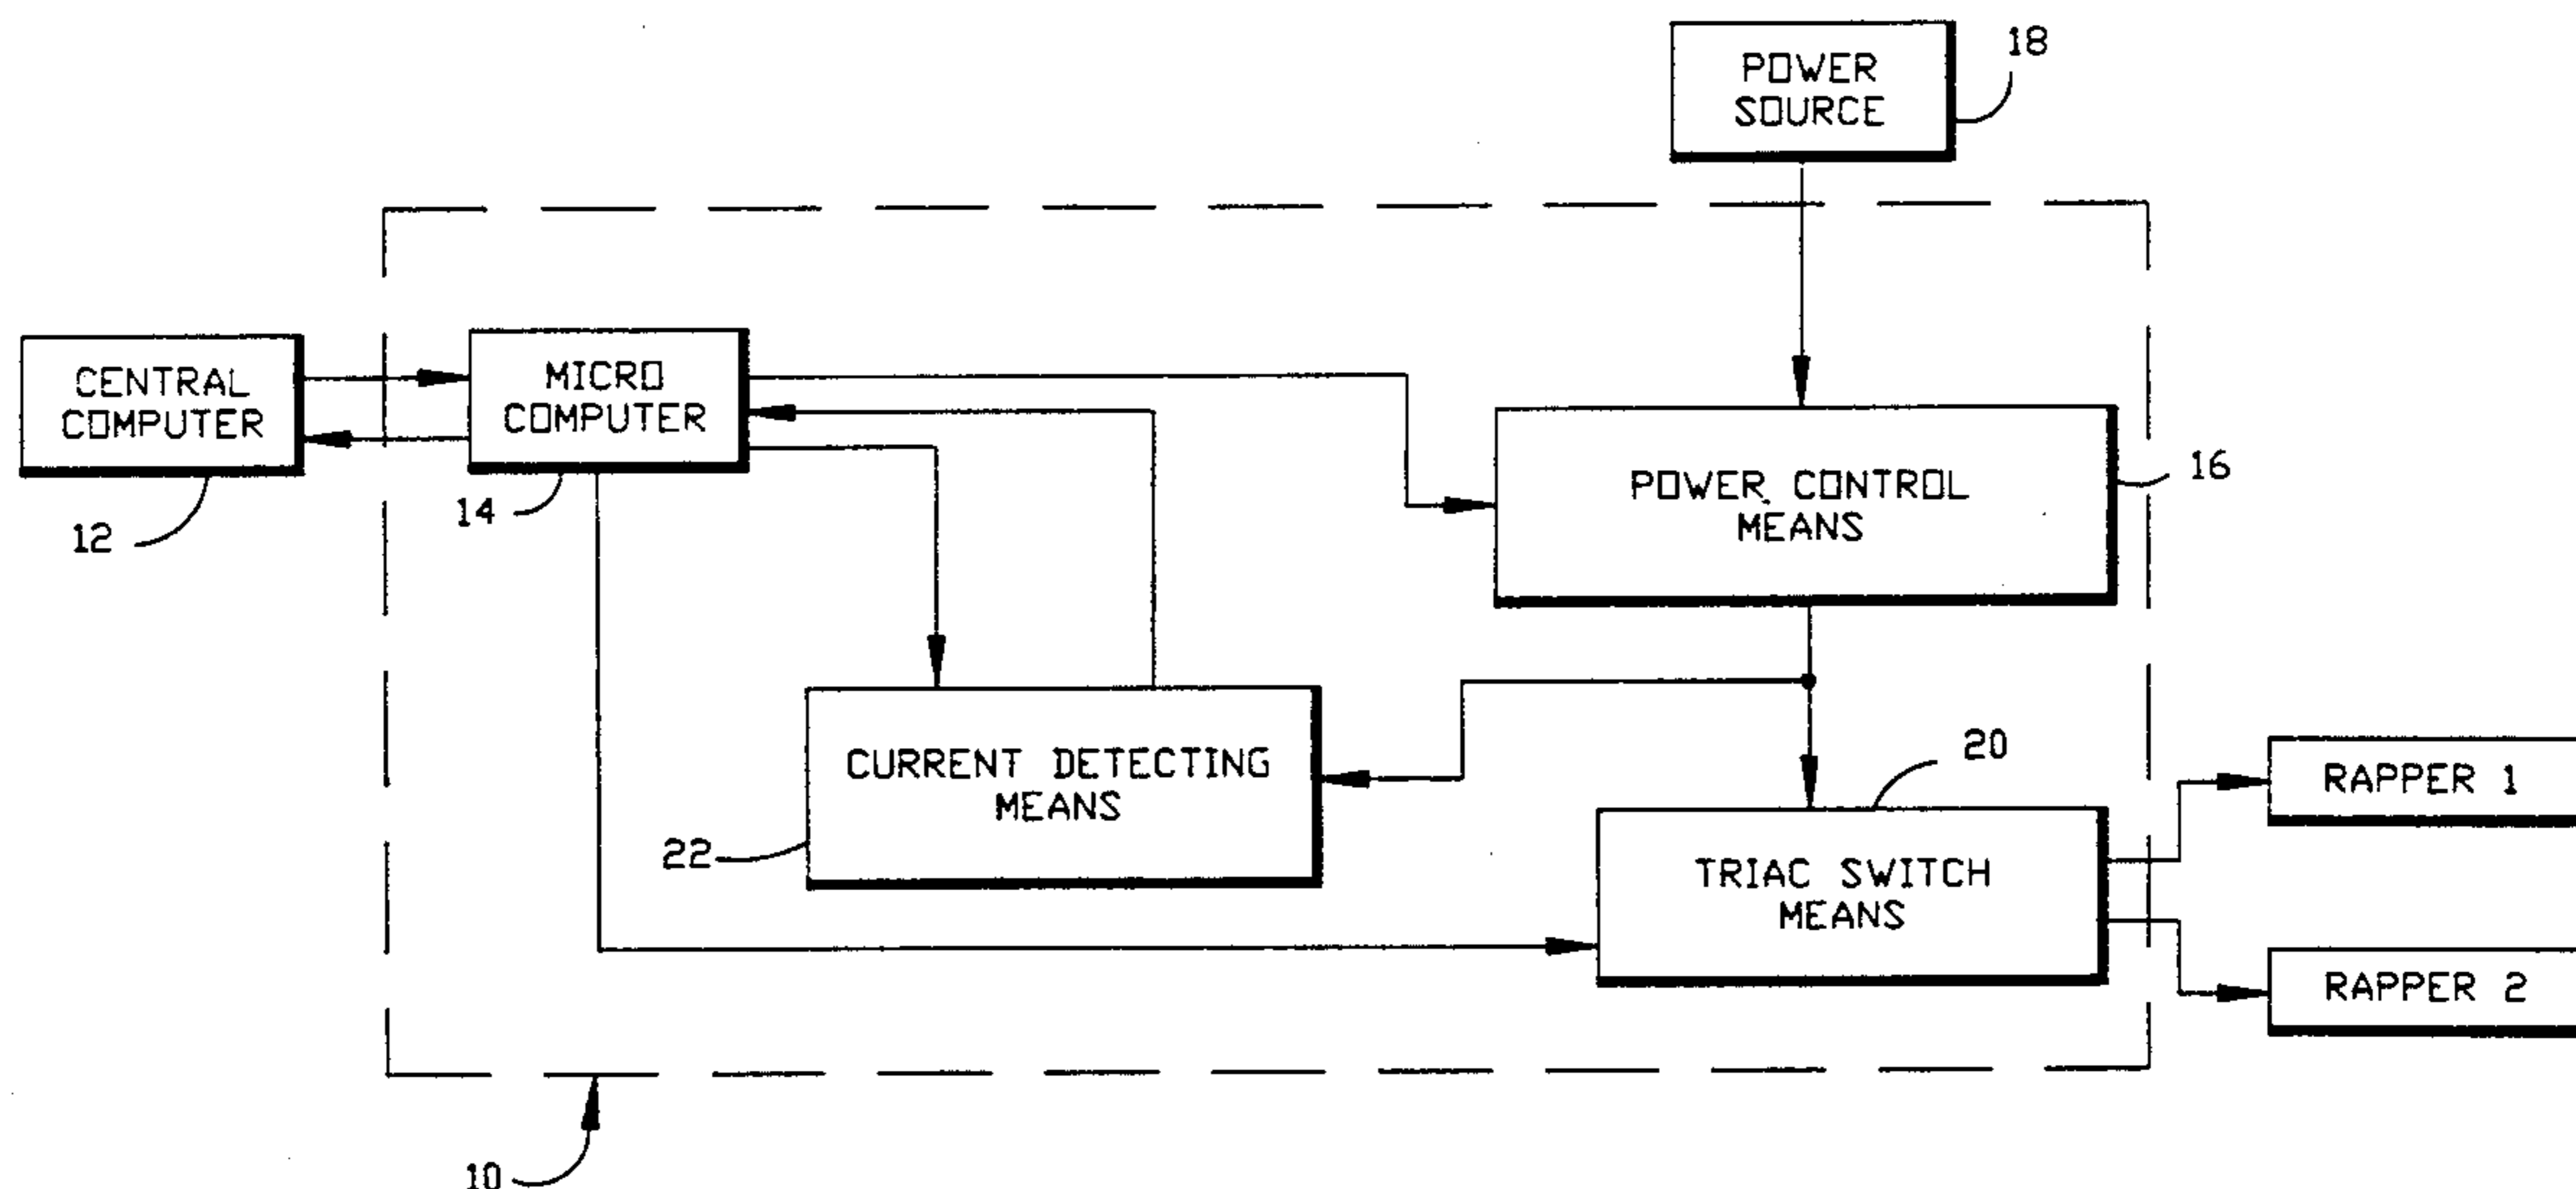 POWER
SOURCE
18
CENTRAL
COMPUTER
12
MICRO
COMPUTER
14
POWER CONTROL
MEANS
16
CURRENT DETECTING
MEANS
22
20
TRIAC SWITCH
MEANS
RAPPER 1
RAPPER 2
10